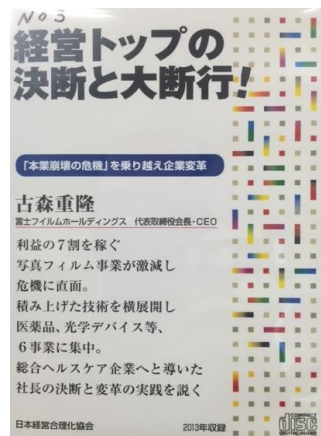 No 3
経営トップの
決断と大断行!
「本業崩壊の危機」を乗り越え企業変革
古森重隆
富士フイルムホールディングス 代表取締役会長・CEO
利益の7割を稼ぐ
写真フィルム事業が激減し
危機に直面。
積み上げた技術を横展開し
医薬品、光学デバイス等、
6事業に集中。
総合ヘルスケア企業へと導いた
社長の決断と変革の実践を説く
日本経営合理化協会
2013年収録
COMPACT
disc
DIGITAL AUDIO